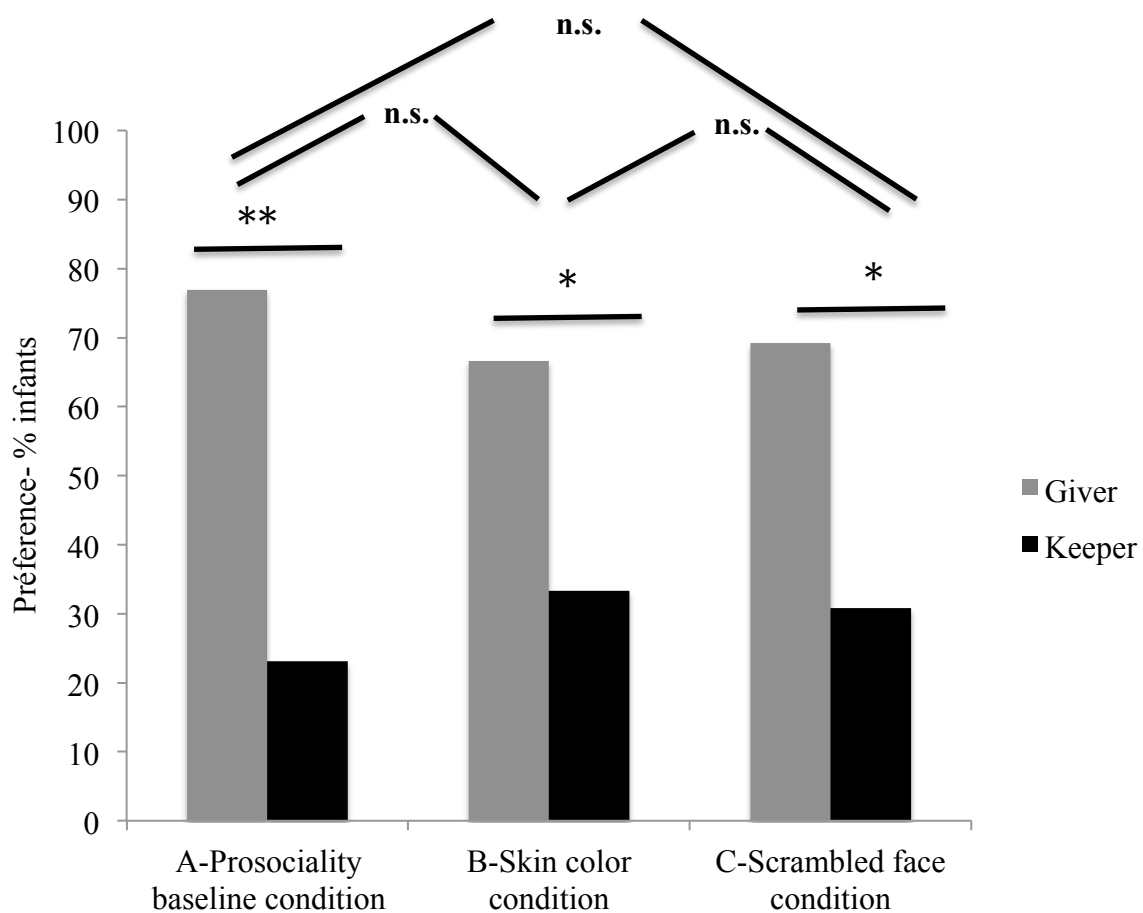 n.s.
n.s.
n.s.
100
90
80
70
60
50
40
30
20
10
0
**
*
*
Préference- % infants
Giver
Keeper
A-Prosociality
baseline condition
B-Skin color
condition
C-Scrambled face
condition